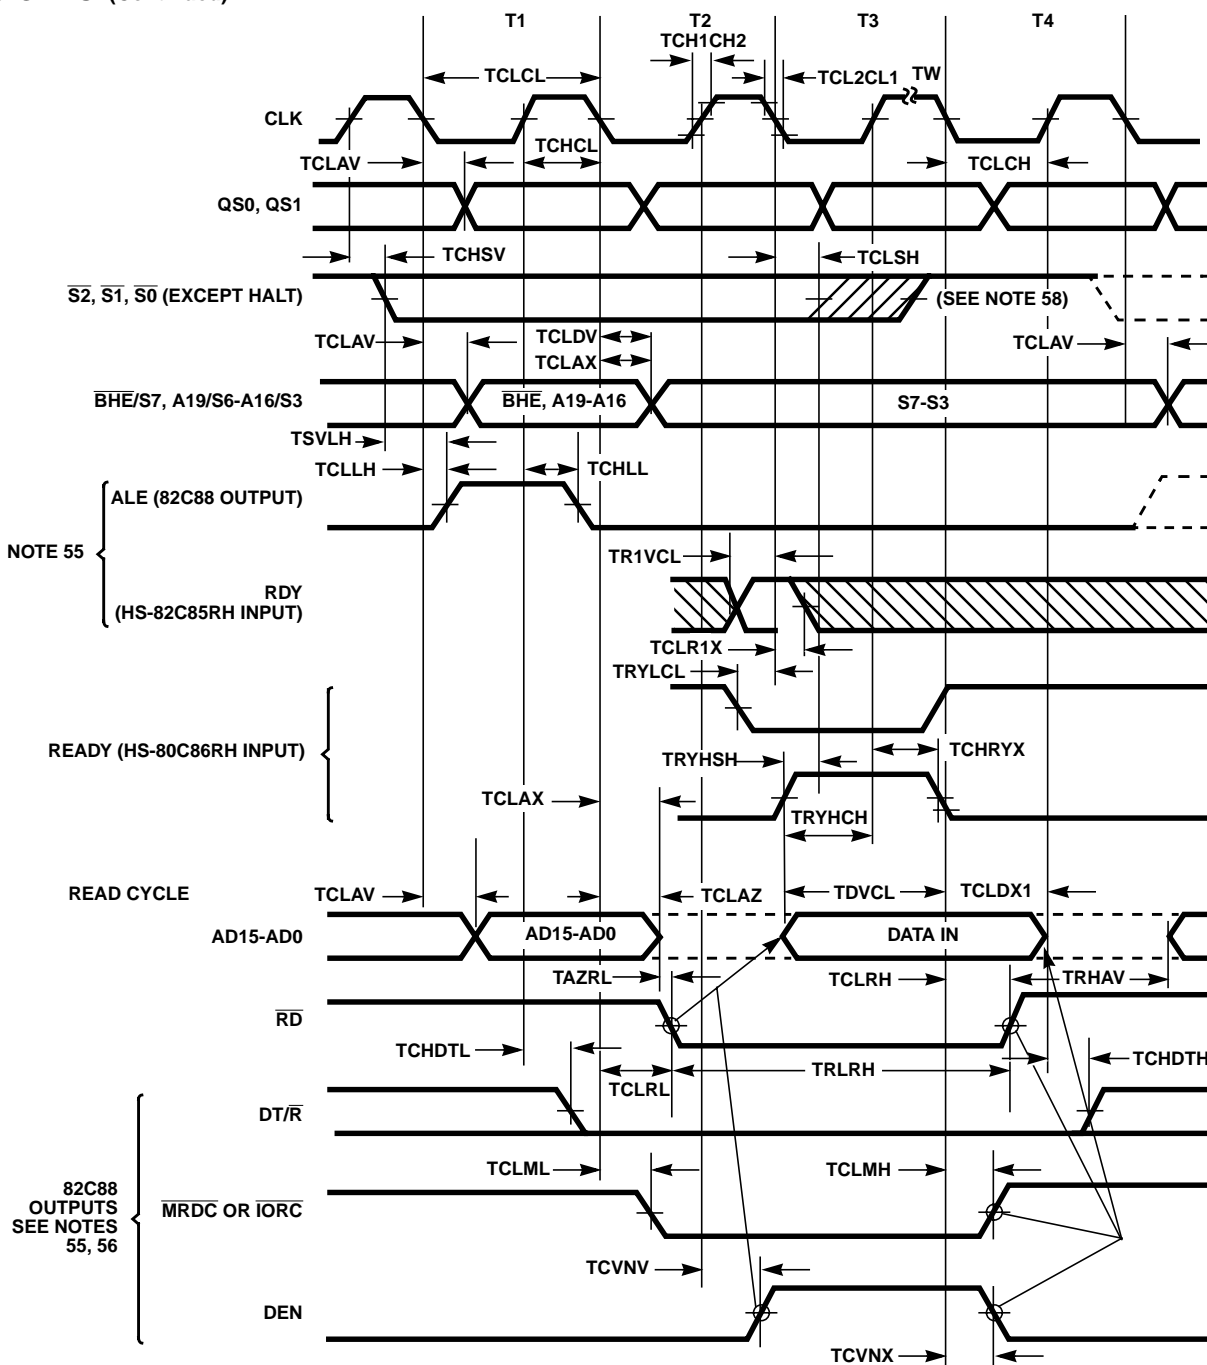 T1 T2 T3 T4
TCH1CH2
TCLCL TCL2CL1 TW
CLK
TCHCL
TCLAV TCLCH
QS0, QS1
TCHSV TCLSH
S2, S1, S0 (EXCEPT HALT) (SEE NOTE 58)
TCLAV TCLDV TCLAV
TCLAX
BHE/S7, A19/S6-A16/S3 BHE, A19-A16 S7-S3
TSVLH
TCLLH TCHLL
ALE (82C88 OUTPUT)
NOTE 55
TR1VCL
RDY
(HS-82C85RH INPUT)
TCLR1X
TRYLCL
READY (HS-80C86RH INPUT)
TCHRYX
TRYHSH
TCLAX
TRYHCH
READ CYCLE TCLAV TCLAZ TDVCL TCLDX1
AD15-AD0 AD15-AD0 DATA IN
TAZRL TCLRH TRHAV
RD
TCHDTL TCHDTH
TCLRL TRLRH
DT/R
TCLML TCLMH
82C88
OUTPUTS
SEE NOTES
55, 56
MRDC OR IORC
TCVNV
DEN
TCVNX